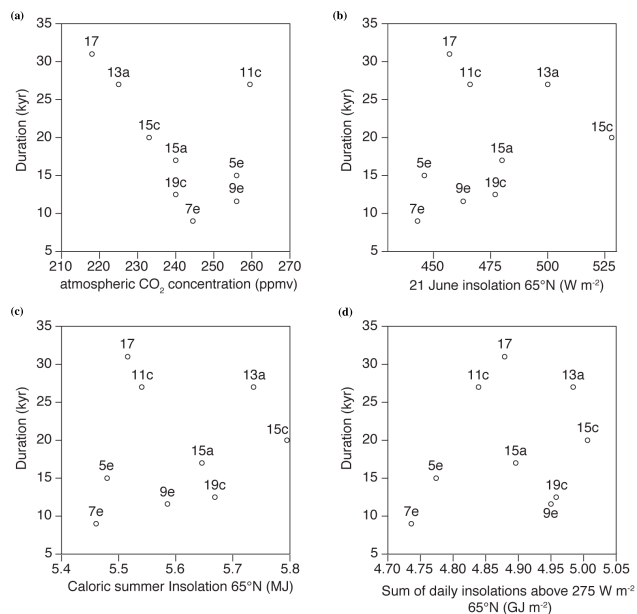 (a)
35
30
25
20
15
10
5
Duration (kyr)
17
13a
11c
15c
15a
5e
19c
9e
7e
210 220 230 240 250 260 270
atmospheric CO2 concentration (ppmv)
(b)
35
30
25
20
15
10
5
Duration (kyr)
17
11c
13a
15c
15a
5e
9e
19c
7e
450 475 500 525
21 June insolation 65°N (W m-2)
(c)
35
30
25
20
15
10
5
Duration (kyr)
17
11c
13a
15c
15a
5e
9e
19c
7e
5.4 5.5 5.6 5.7 5.8
Caloric summer Insolation 65°N (MJ)
(d)
35
30
25
20
15
10
5
Duration (kyr)
17
11c
13a
15c
15a
5e
19c
9e
7e
4.70 4.75 4.80 4.85 4.90 4.95 5.00 5.05
Sum of daily insolations above 275 W m-2
65°N (GJ m-2)